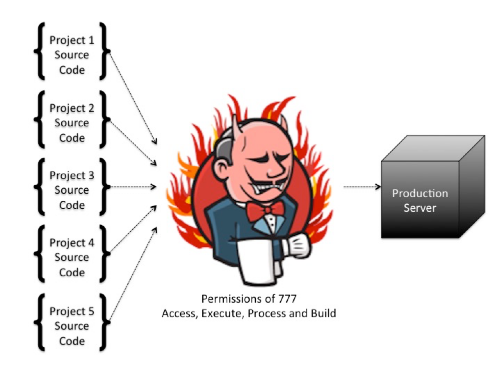 Project 1
Source
Code
Project 2
Source
Code
Project 3
Source
Code
Project 4
Source
Code
Project 5
Source
Code
Permissions of 777
Access, Execute, Process and Build
Production
Server